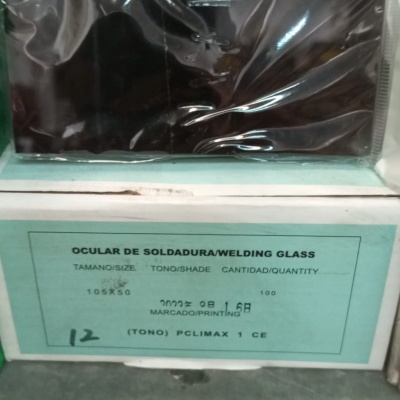 OCULAR DE SOLDADURA/WELDING GLASS
TAMANO/SIZE TONO/SHADE CANTIDAD/QUANTITY
105X50 100
MARCADO/PRINTING
12 (TONO) PCLIMAX 1 CE